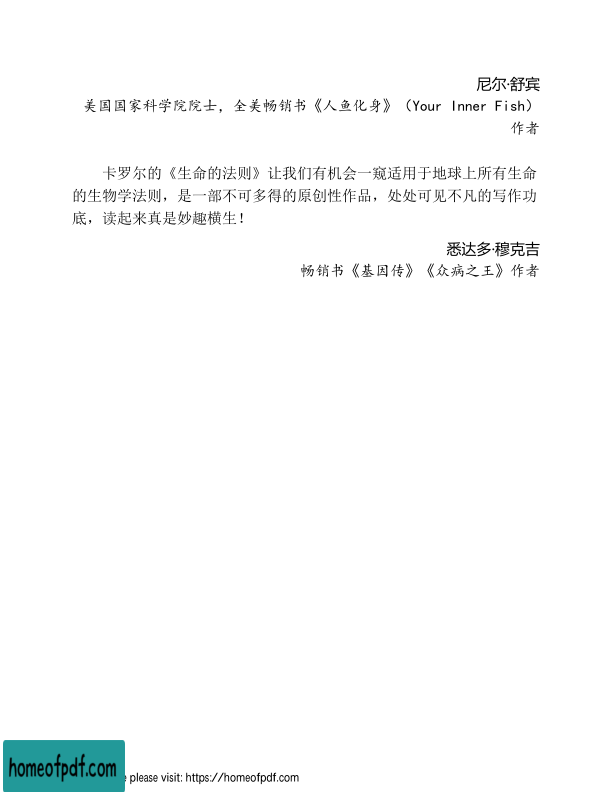 尼尔·舒宾
美国国家科学院院士，全美畅销书《人鱼化身》（Your Inner Fish）
作者
卡罗尔的《生命的法则》让我们有机会一窥适用于地球上所有生命
的生物学法则，是一部不可多得的原创性作品，处处可见不凡的写作功
底，读起来真是妙趣横生！
悉达多·穆克吉
畅销书《基因传》《众病之王》作者
homeofpdf.com
e please visit: https://homeofpdf.com